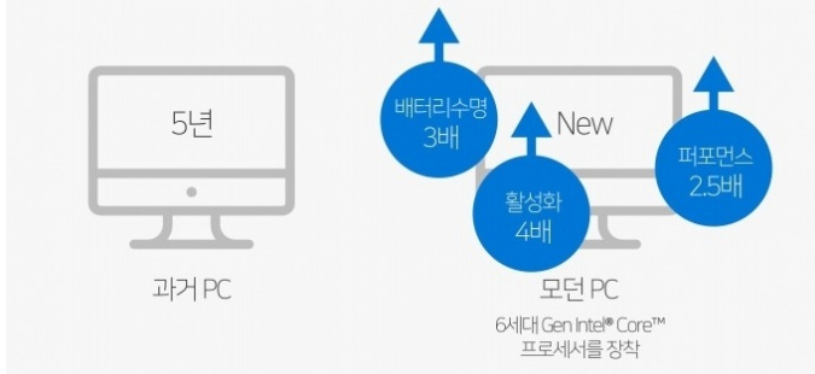 5년
과거 PC
배터리수명
3배
New
활성화
4배
퍼포먼스
2.5배
모던 PC
6세대 Gen Intel® Core™
프로세서를 장착